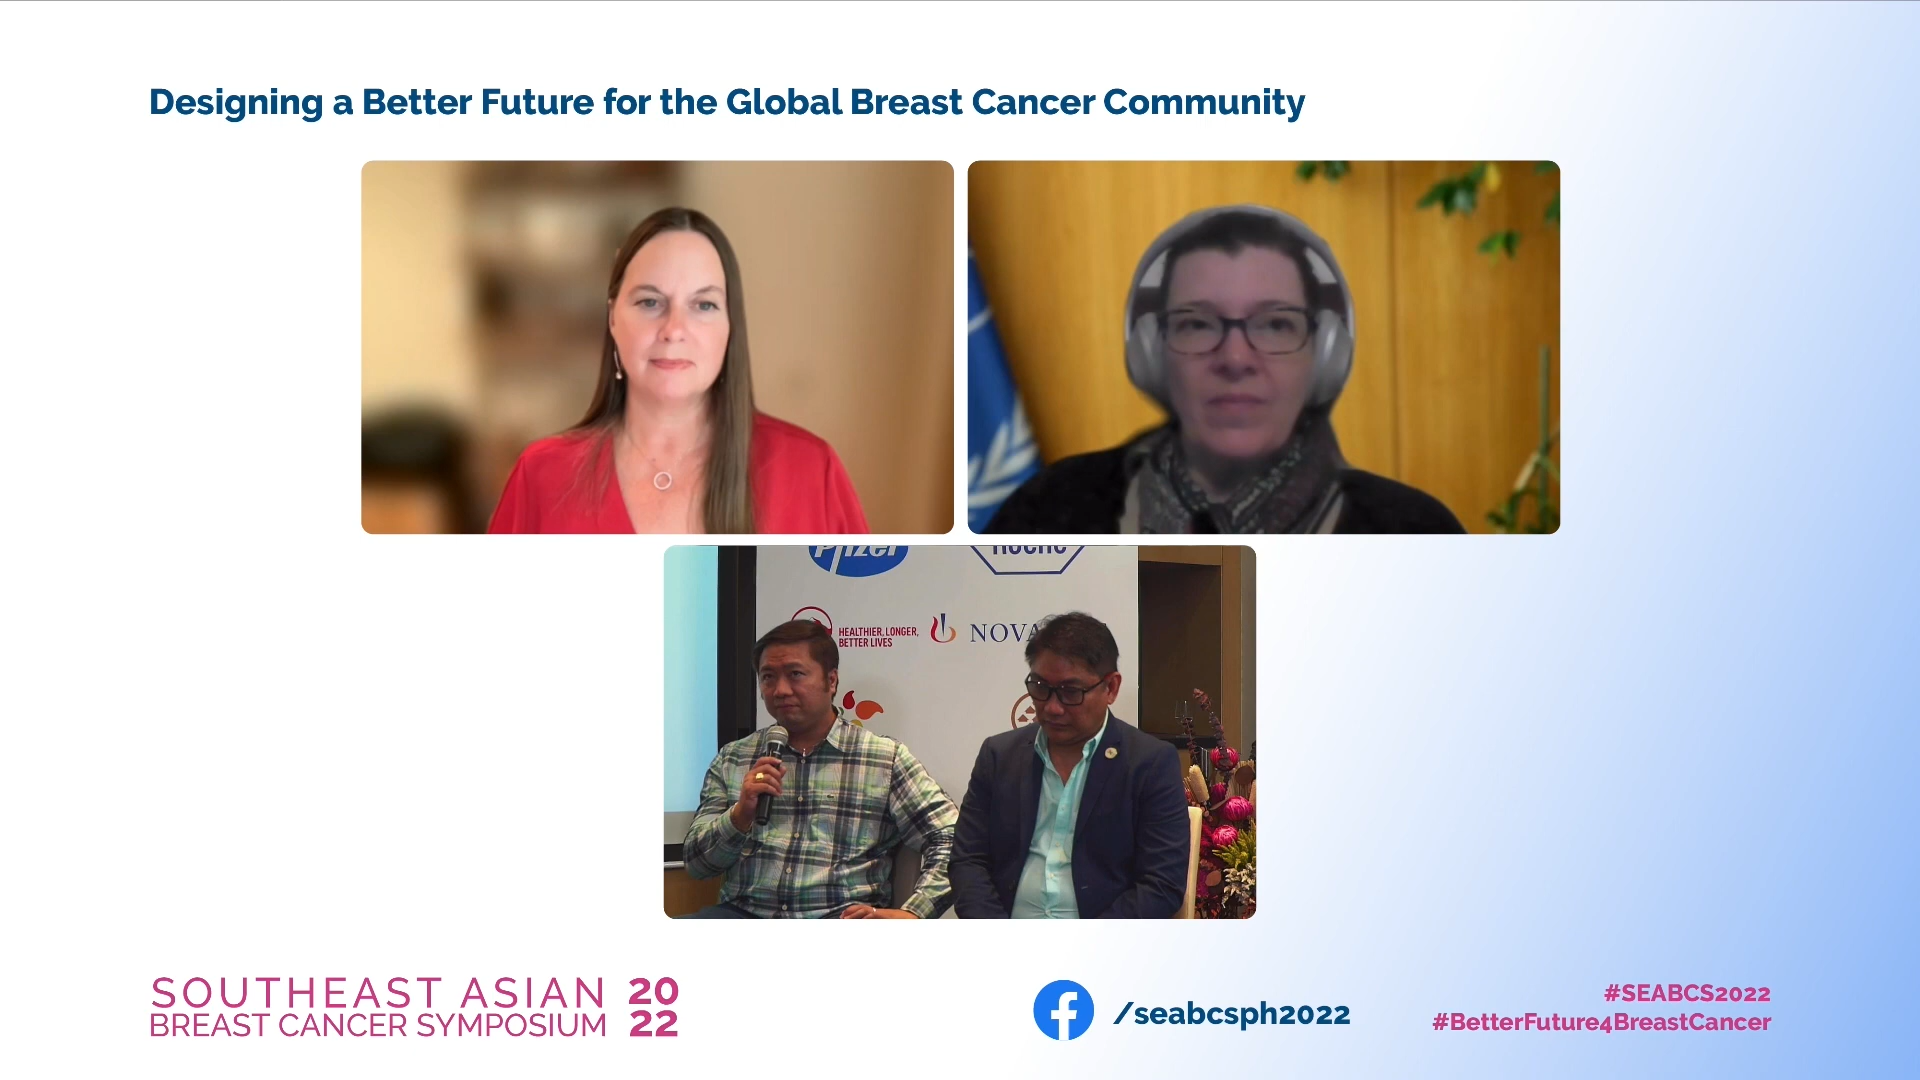 Designing a Better Future for the Global Breast Cancer Community
Pfizer
HEALTHIER, LONGER,
BETTER LIVES
SOUTHEAST ASIAN 20
BREAST CANCER SYMPOSIUM 22
/seabcsph2022
#SEABCS2022
#BetterFuture4BreastCancer